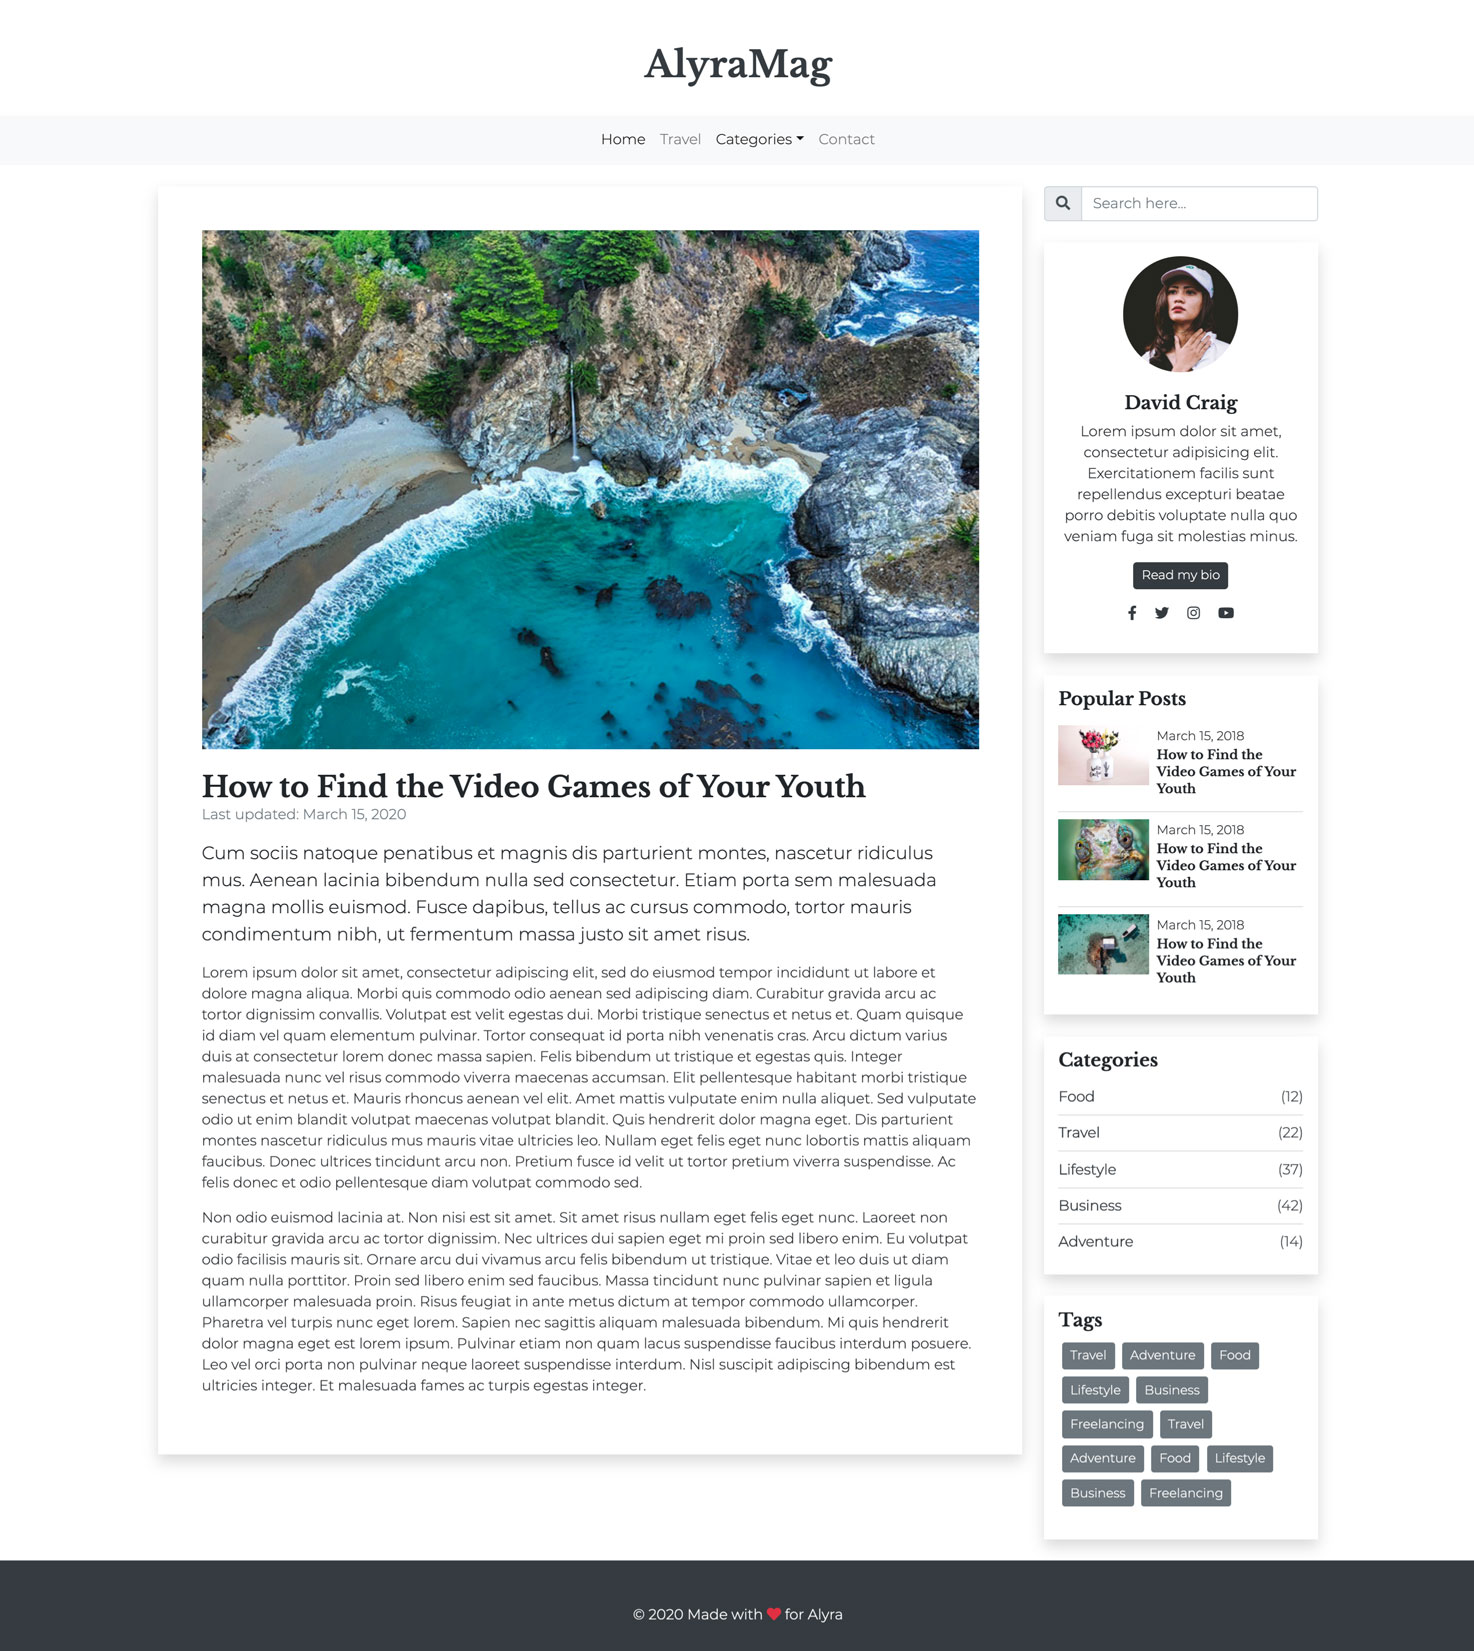 AlyraMag
Home Travel Categories Contact
How to Find the Video Games of Your Youth
Last updated: March 15, 2020
Cum sociis natoque penatibus et magnis dis parturient montes, nascetur ridiculus
mus. Aenean lacinia bibendum nulla sed consectetur. Etiam porta sem malesuada
magna mollis euismod. Fusce dapibus, tellus ac cursus commodo, tortor mauris
condimentum nibh, ut fermentum massa justo sit amet risus.
Lorem ipsum dolor sit amet, consectetur adipiscing elit, sed do eiusmod tempor incididunt ut labore et
dolore magna aliqua. Morbi quis commodo odio aenean sed adipiscing diam. Curabitur gravida arcu ac
tortor dignissim convallis. Volutpat est velit egestas dui. Morbi tristique senectus et netus et. Quam quisque
id diam vel quam elementum pulvinar. Tortor consequat id porta nibh venenatis cras. Arcu dictum varius
duis at consectetur lorem donec massa sapien. Felis bibendum ut tristique et egestas quis. Integer
malesuada nunc vel risus commodo viverra maecenas accumsan. Elit pellentesque habitant morbi tristique
senectus et netus et. Mauris rhoncus aenean vel elit. Amet mattis vulputate enim nulla aliquet. Sed vulputate
odio ut enim blandit volutpat maecenas volutpat blandit. Quis hendrerit dolor magna eget. Dis parturient
montes nascetur ridiculus mus mauris vitae ultricies leo. Nullam eget felis eget nunc lobortis mattis aliquam
faucibus. Donec ultrices tincidunt arcu non. Pretium fusce id velit ut tortor pretium viverra suspendisse. Ac
felis donec et odio pellentesque diam volutpat commodo sed.
Non odio euismod lacinia at. Non nisi est sit amet. Sit amet risus nullam eget felis eget nunc. Laoreet non
curabitur gravida arcu ac tortor dignissim. Nec ultrices dui sapien eget mi proin sed libero enim. Eu volutpat
odio facilisis mauris sit. Ornare arcu dui vivamus arcu felis bibendum ut tristique. Vitae et leo duis ut diam
quam nulla porttitor. Proin sed libero enim sed faucibus. Massa tincidunt nunc pulvinar sapien et ligula
ullamcorper malesuada proin. Risus feugiat in ante metus dictum at tempor commodo ullamcorper.
Pharetra vel turpis nunc eget lorem. Sapien nec sagittis aliquam malesuada bibendum. Mi quis hendrerit
dolor magna eget est lorem ipsum. Pulvinar etiam non quam lacus suspendisse faucibus interdum posuere.
Leo vel orci porta non pulvinar neque laoreet suspendisse interdum. Nisl suscipit adipiscing bibendum est
ultricies integer. Et malesuada fames ac turpis egestas integer.
Search here...
David Craig
Lorem ipsum dolor sit amet,
consectetur adipisicing elit.
Exercitationem facilis sunt
repellendus excepturi beatae
porro debitis voluptate nulla quo
veniam fuga sit molestias minus.
Read my bio
Popular Posts
March 15, 2018
How to Find the
Video Games of Your
Youth
March 15, 2018
How to Find the
Video Games of Your
Youth
March 15, 2018
How to Find the
Video Games of Your
Youth
Categories
Food (12)
Travel (22)
Lifestyle (37)
Business (42)
Adventure (14)
Tags
Travel Adventure Food
Lifestyle Business
Freelancing Travel
Adventure Food Lifestyle
Business Freelancing
© 2020 Made with ❤ for Alyra